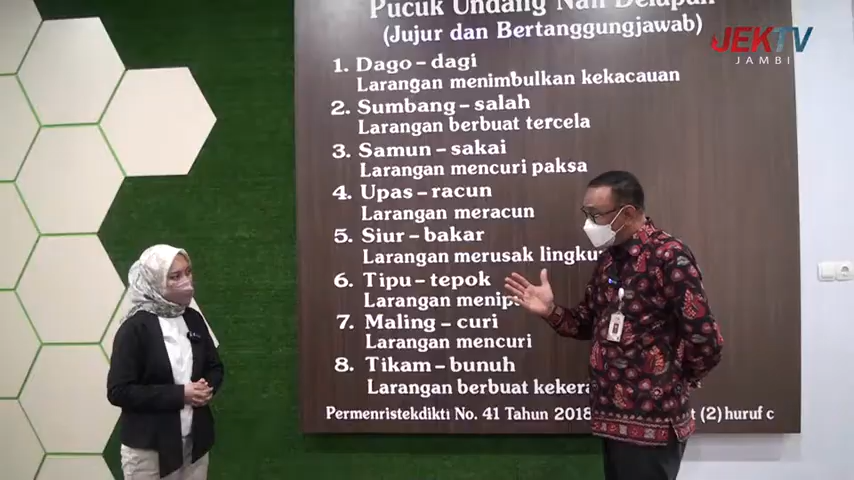 Pucuk Undang Nan Delapan
(Jujur dan Bertanggungjawab)
JEKTV
JAMBI
1. Dago - dagi
Larangan menimbulkan kekacauan
2. Sumbang - salah
Larangan berbuat tercela
3. Samun - sakai
Larangan mencuri paksa
4. Upas - racun
Larangan meracun
5. Siur - bakar
Larangan merusak
6. Tipu - tepok
Larangan
7. Maling - curi
Larangan mencuri
8. Tikam - bunuh
Larangan berbuat
Permenristekdikti No. 41 Tahun 2018 (2) huruf c